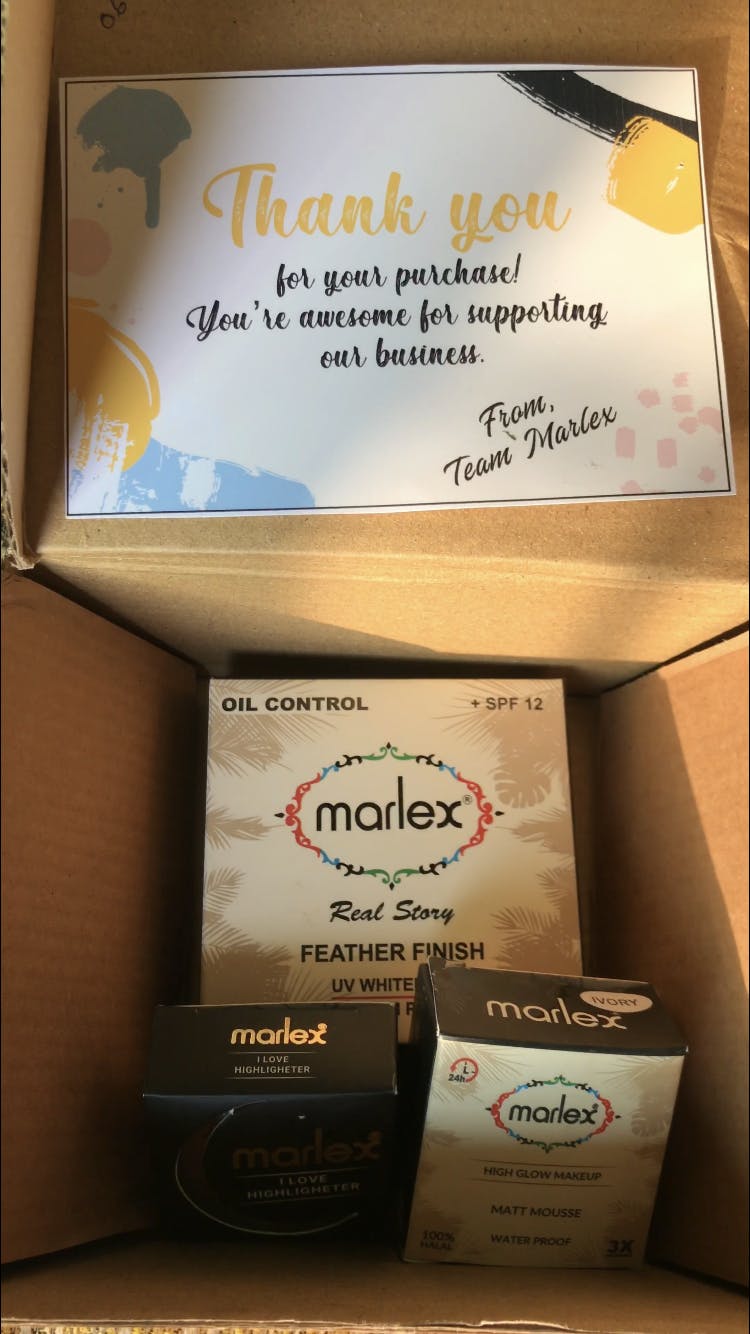 90
Thank you
for your purchase!
You're awesome for supporting
our business.
From,
Team Marlex
OIL CONTROL
+ SPF 12
marlex®
Real Story
FEATHER FINISH
UV
marlex
I LOVE
HIGHLIGHETER
marlex
I LOVE
HIGHLIGHETER
marlex
IVORY
24h
marlex
HIGH GLOW MAKEUP
MATT MOUSSE
WATER PROOF
100%
HALAL
3X